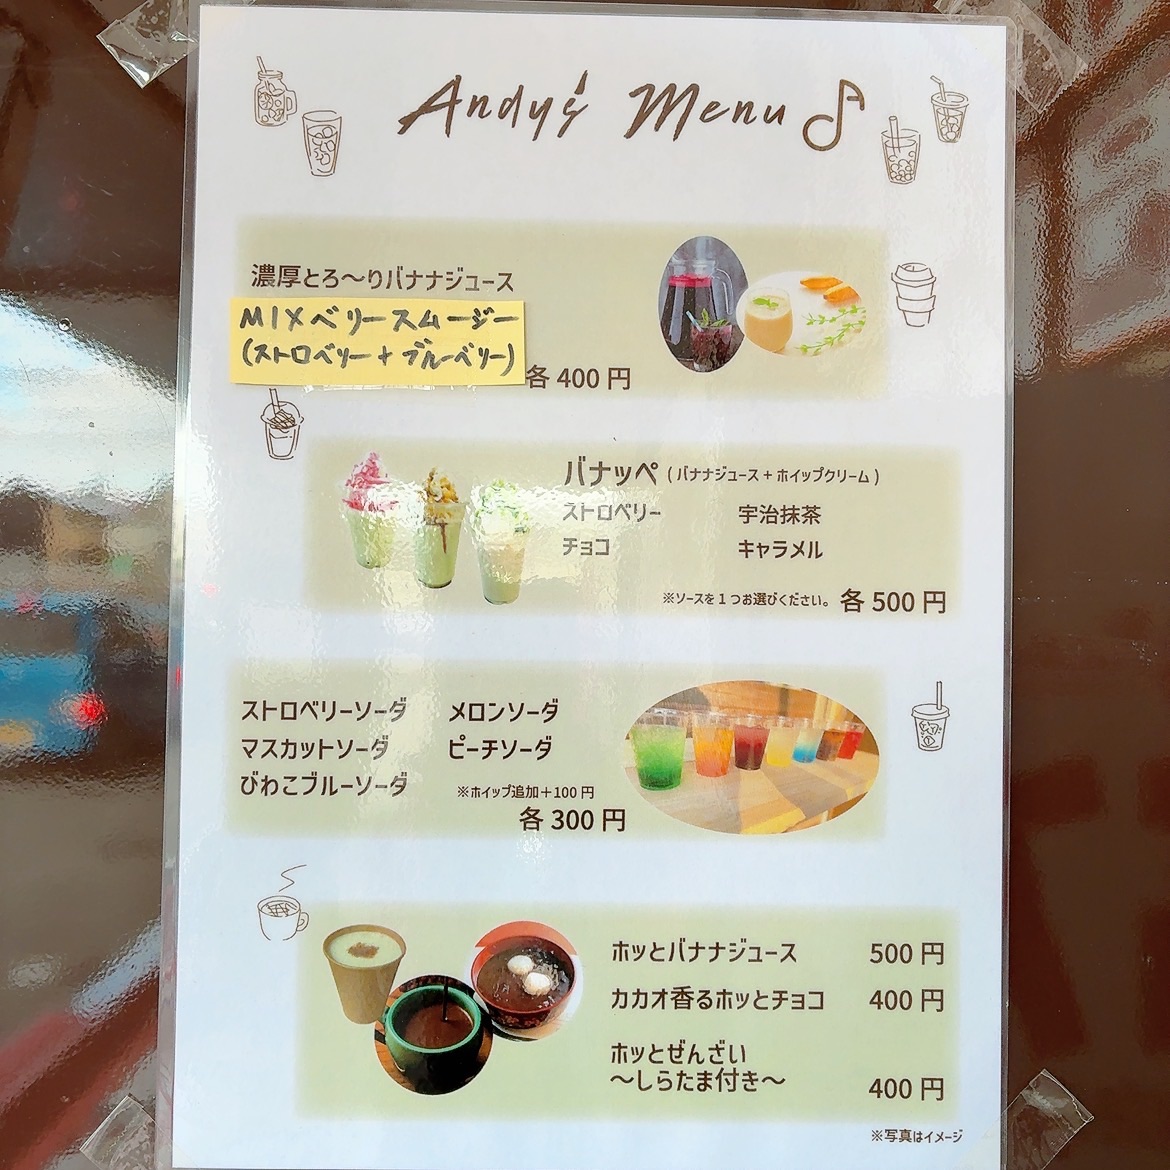 Andy's Menu
濃厚とろ～りバナナジュース
MIXベリースムージー
(ストロベリー+ブルーベリー)
各 400 円
バナッペ ( バナナジュース + ホイップクリーム )
ストロベリー 宇治抹茶
チョコ キャラメル
※ソースを１つお選びください。 各 500 円
ストロベリーソーダ メロンソーダ
マスカットソーダ ピーチソーダ
びわこブルーソーダ ※ホイップ追加＋100 円
各 300 円
ホッとバナナジュース 500 円
カカオ香るホッとチョコ 400 円
ホッとぜんざい
～しらたま付き～ 400 円
※写真はイメージ